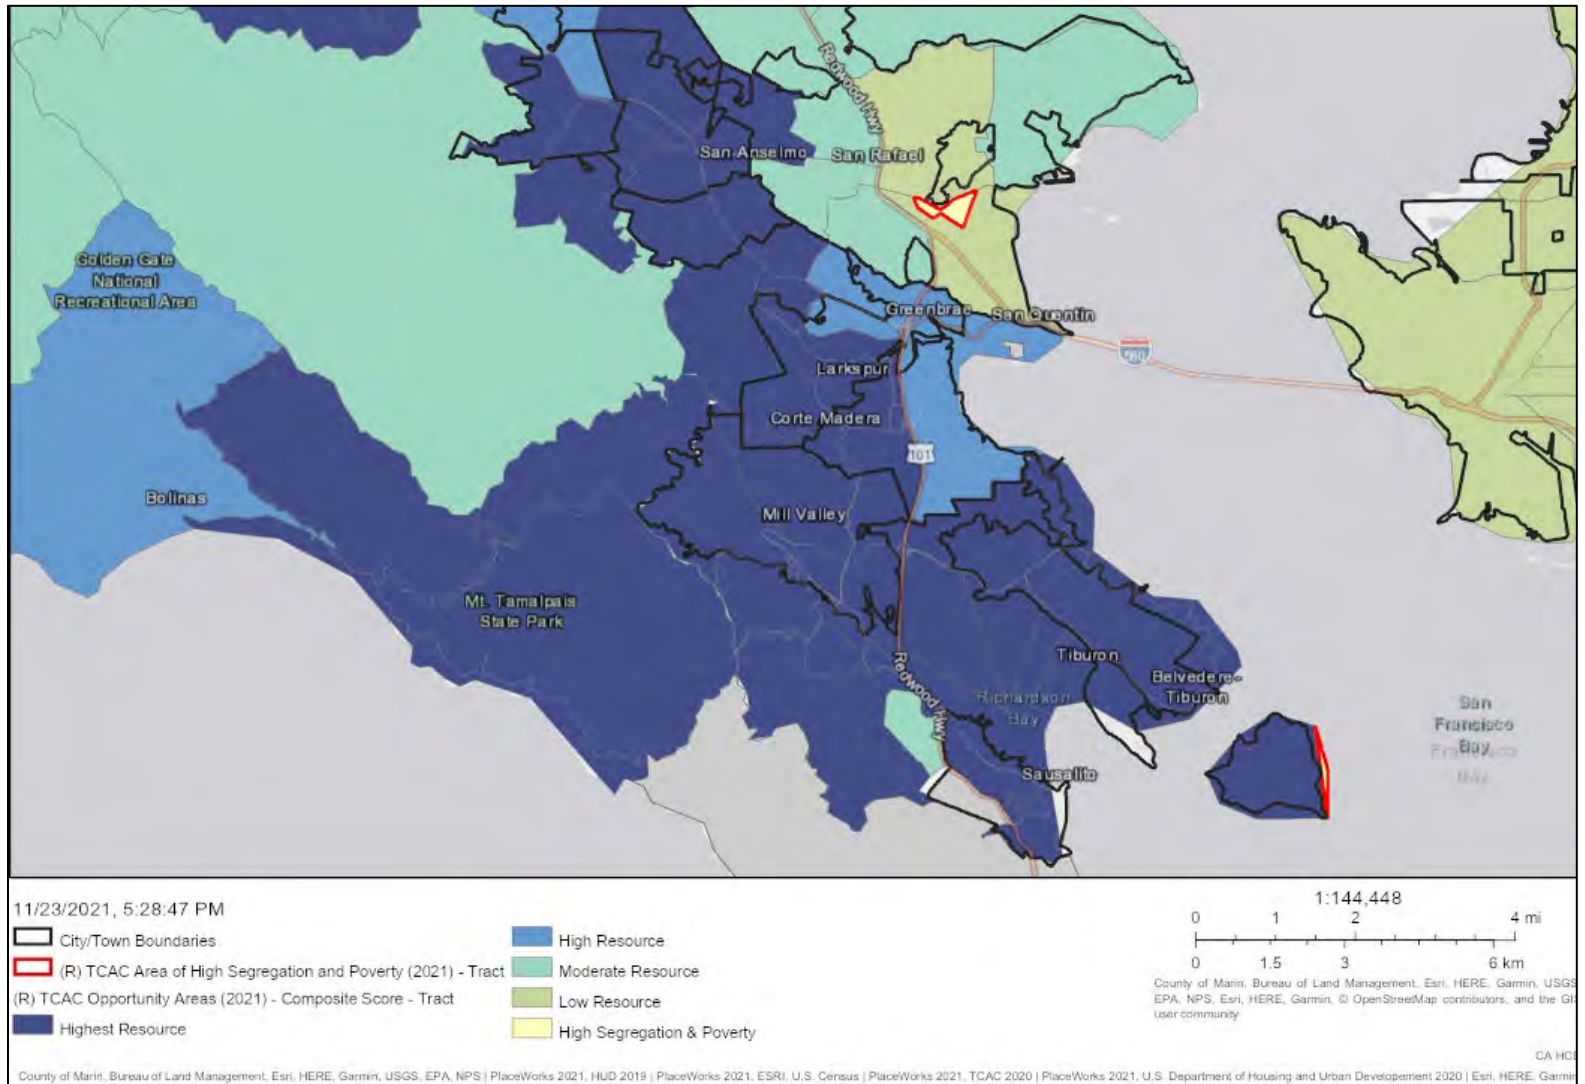 Redwood Hwy
San Anselmo
San Rafael
Golden Gate
National
Recreational Area
Greenbrae
San Quentin
580
Larkspur
Corte Madera
101
Bolinas
Mill Valley
Mt. Tamalpais
State Park
Tiburon
Redwood Hwy
Belvedere-
Tiburon
Richardson
Bay
San
Francisco
Bay
Francisco
Bay
Sausalito
11/23/2021, 5:28:47 PM
City/Town Boundaries
(R) TCAC Area of High Segregation and Poverty (2021) - Tract
(R) TCAC Opportunity Areas (2021) - Composite Score - Tract
Highest Resource
High Resource
Moderate Resource
Low Resource
High Segregation & Poverty
1:144,448
0 1 2 4 mi
0 1.5 3 6 km
County of Marin, Bureau of Land Management, Esri, HERE, Garmin, USGS
EPA, NPS, Esri, HERE, Garmin, © OpenStreetMap contributors, and the GIS
user community
CA HCD
County of Marin, Bureau of Land Management, Esri, HERE, Garmin, USGS, EPA, NPS | PlaceWorks 2021, HUD 2019 | PlaceWorks 2021, ESRI, U.S. Census | PlaceWorks 2021, TCAC 2020 | PlaceWorks 2021, U.S. Department of Housing and Urban Developement 2020 | Esri, HERE, Garmin